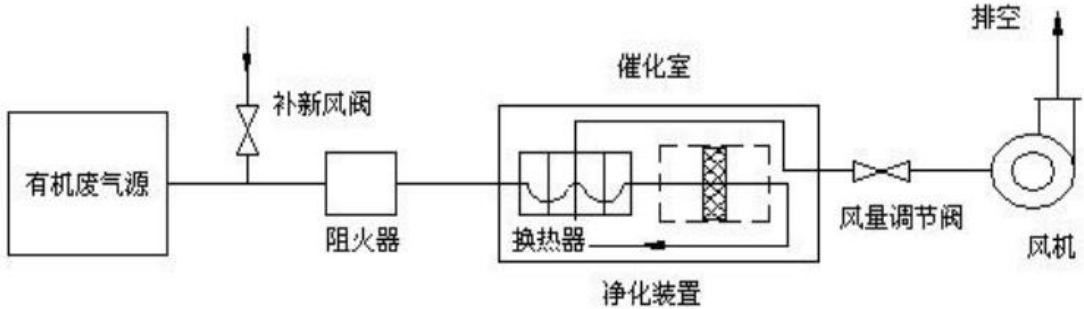 排空
催化室
补新风阀
有机废气源
阻火器
换热器
风量调节阀
风机
净化装置